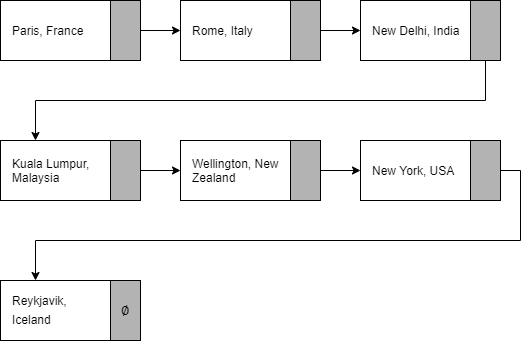 Paris, France
Rome, Italy
New Delhi, India
Kuala Lumpur,
Malaysia
Wellington, New
Zealand
New York, USA
Reykjavik,
Iceland
Ø